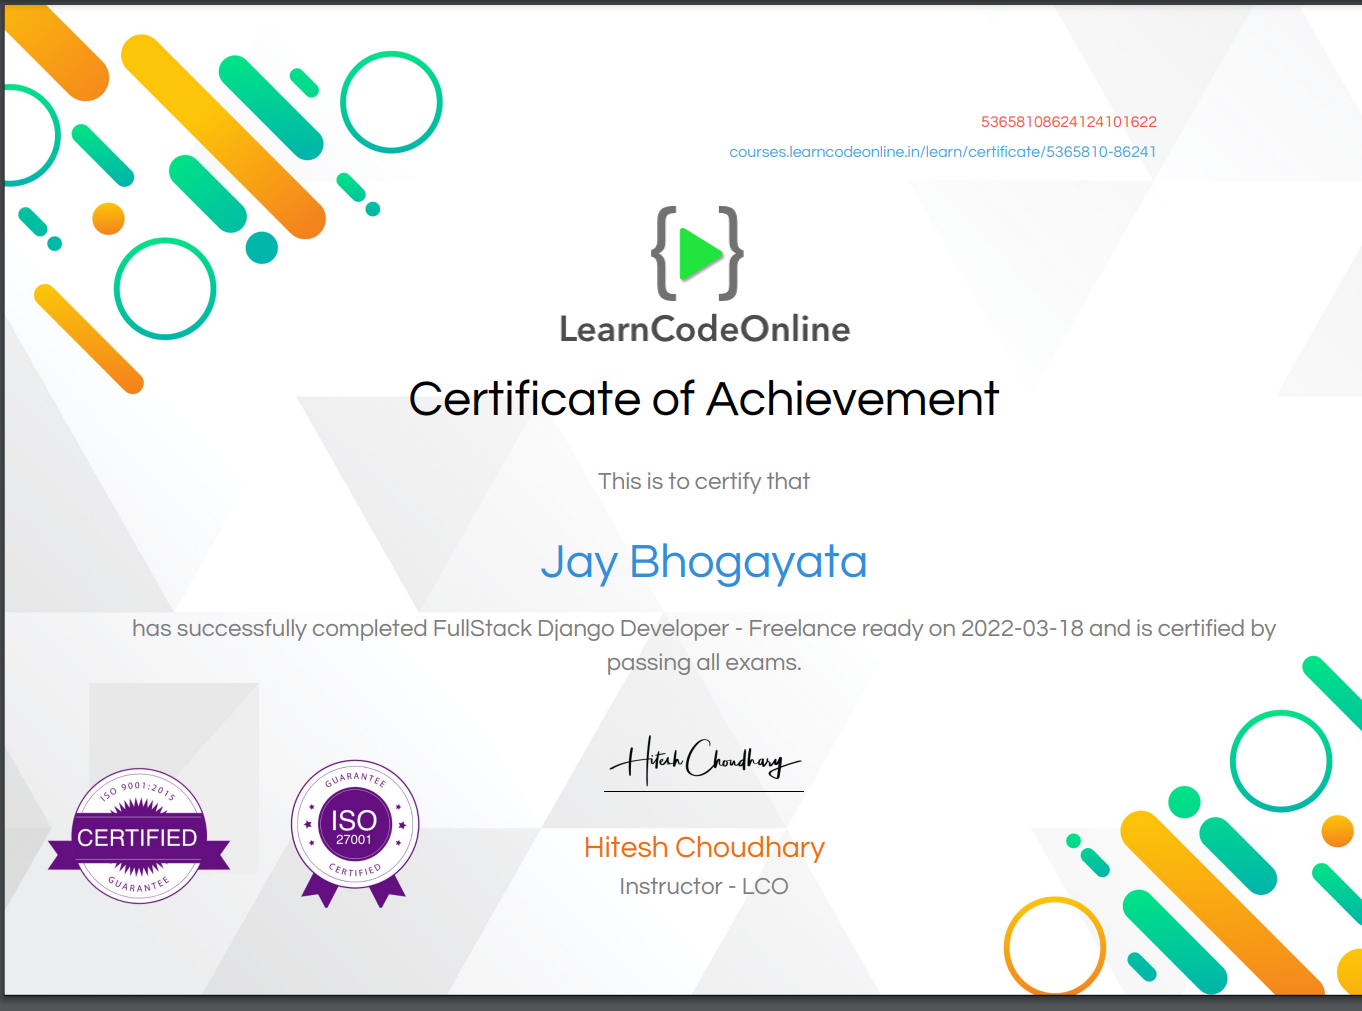 53658108624124101622
courses.learncodeonline.in/learn/certificate/5365810-86241
LearnCodeOnline
Certificate of Achievement
This is to certify that
Jay Bhogayata
has successfully completed FullStack Django Developer - Freelance ready on 2022-03-18 and is certified by
passing all exams.
Hitesh Choudhary
Hitesh Choudhary
Instructor - LCO
ISO 9001:2015
CERTIFIED
GUARANTEE
GUARANTEE
ISO
27001
CERTIFIED